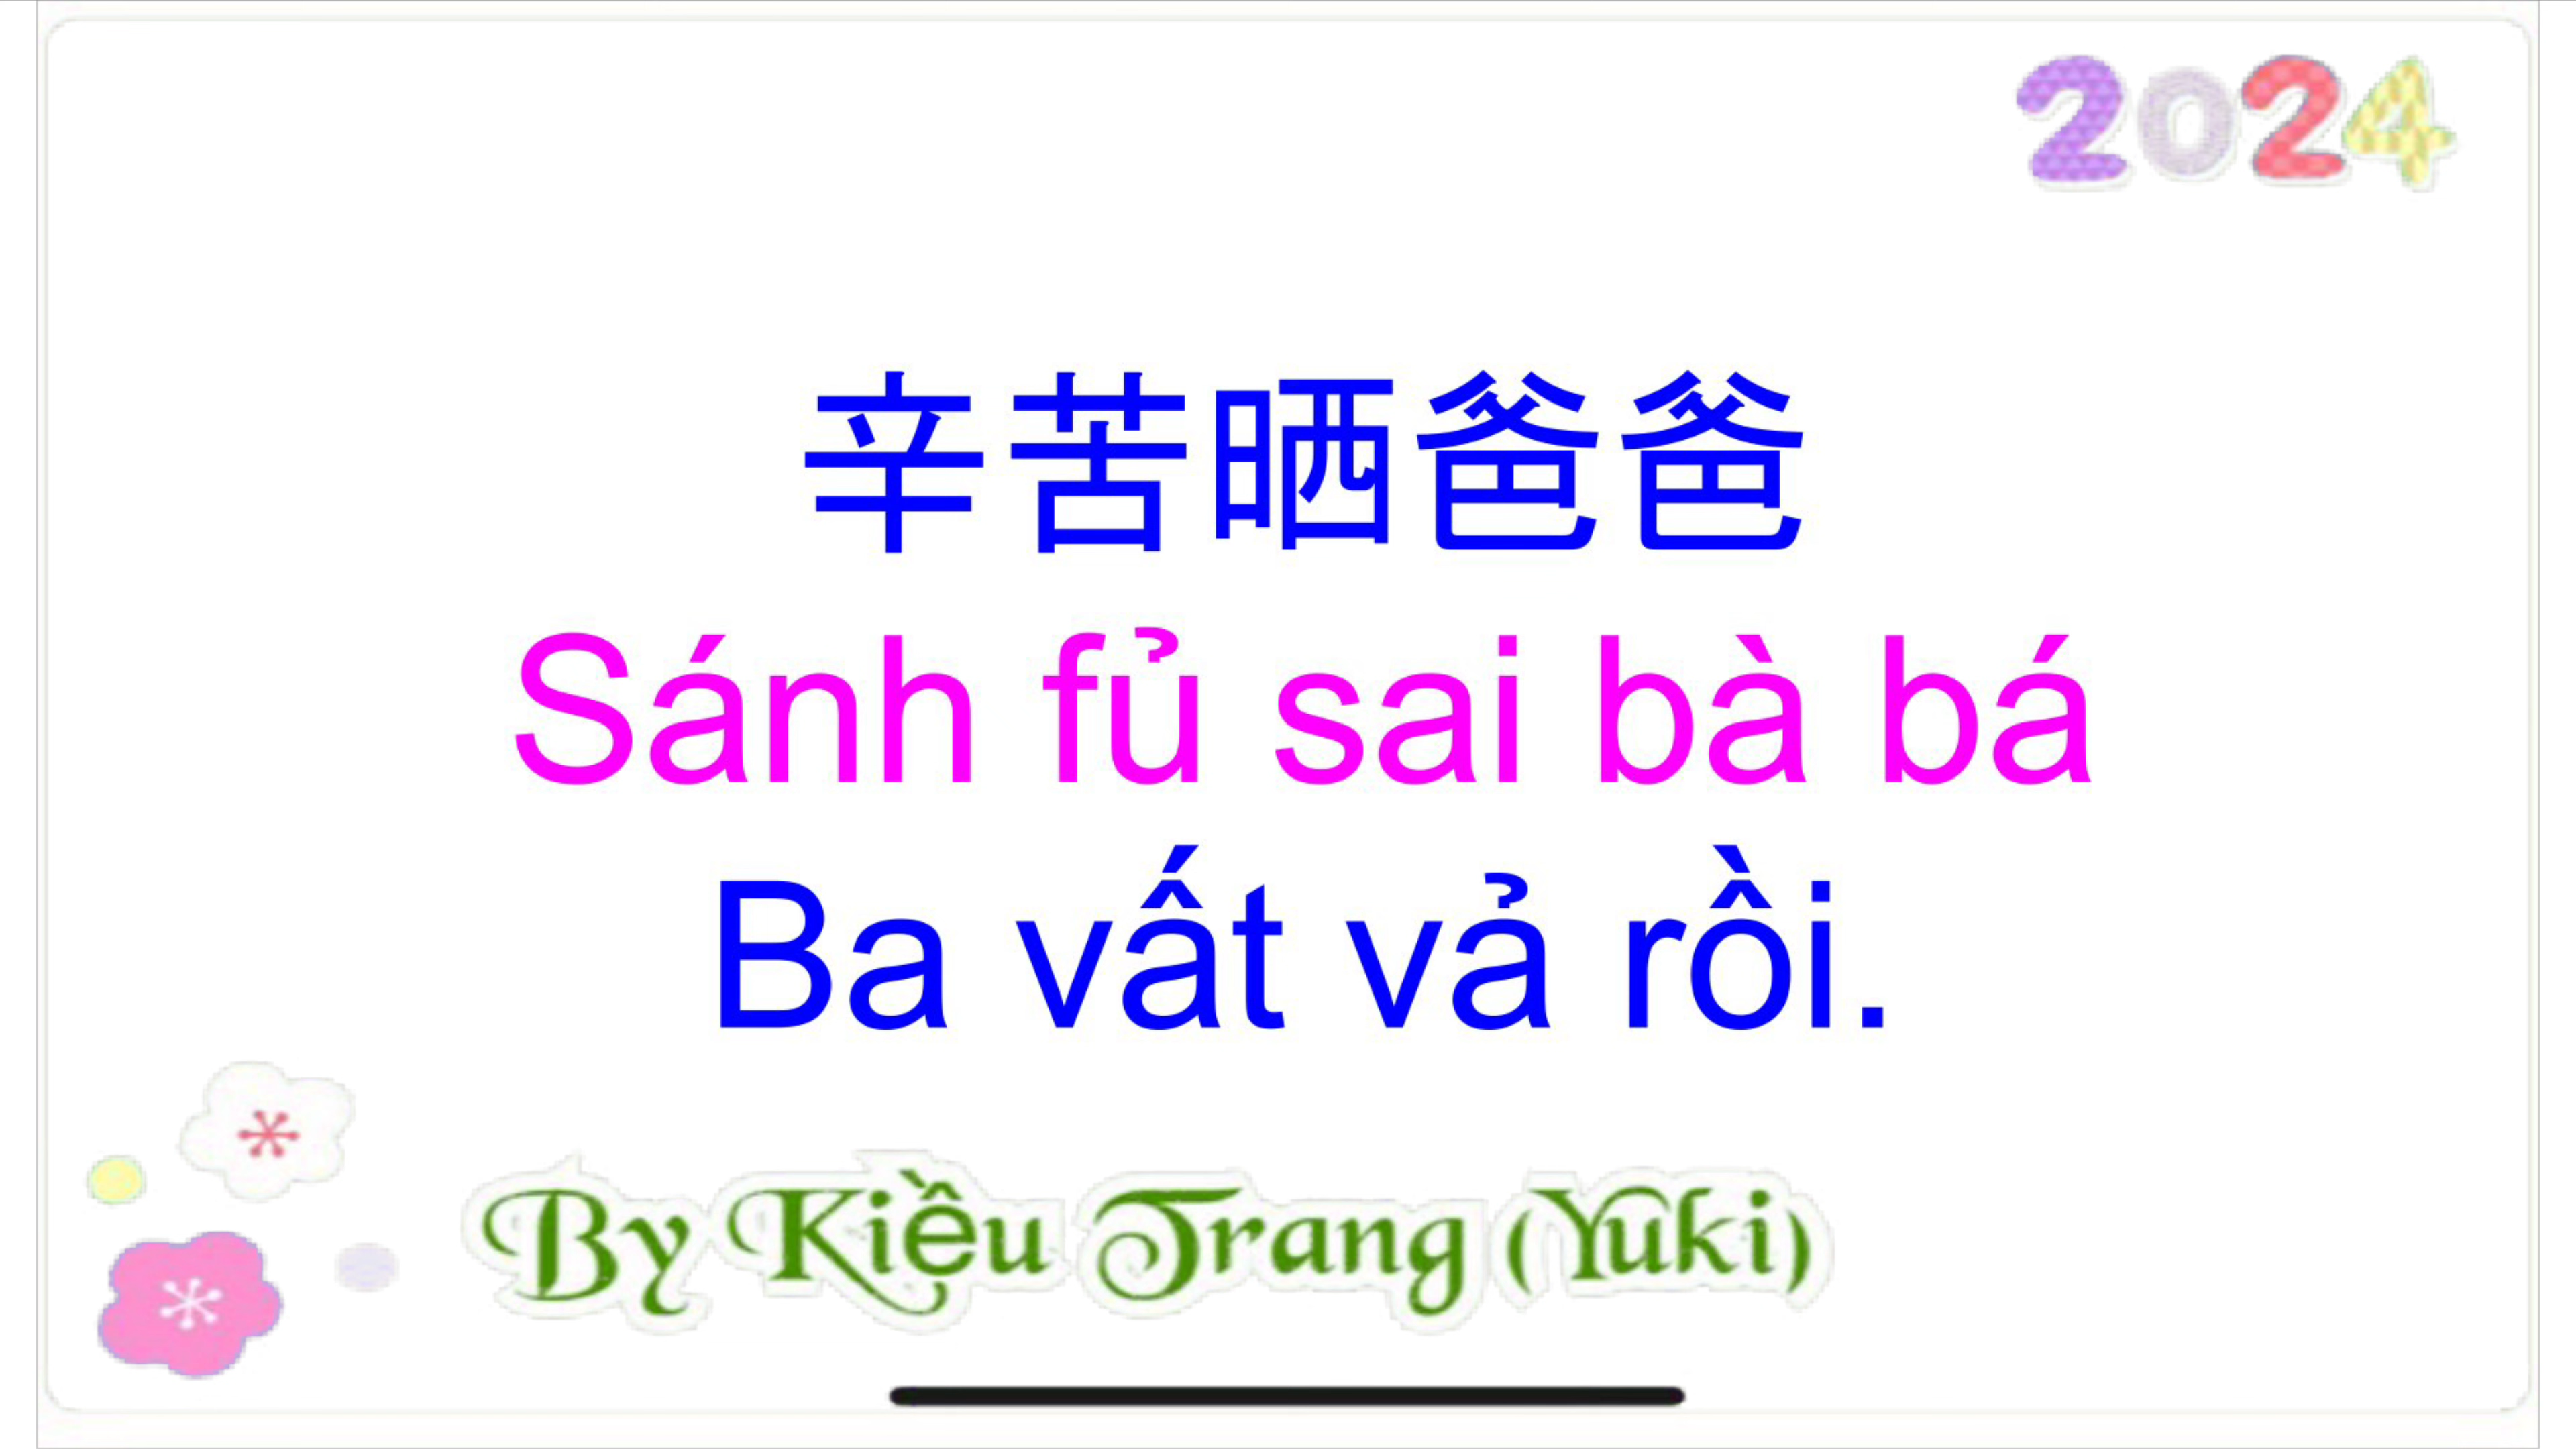 2024
辛苦晒爸爸
Sánh fủ sai bà bá
Ba vất vả rồi.
By Kiều Trang (Yuki)